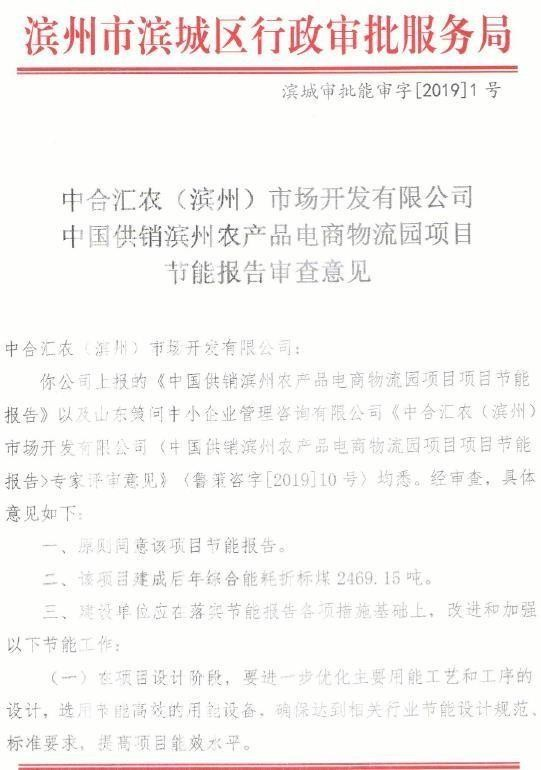 滨州市滨城区行政审批服务局
滨城审批能审字[2019]1号
中合汇农（滨州）市场开发有限公司
中国供销滨州农产品电商物流园项目
节能报告审查意见
中合汇农（滨州）市场开发有限公司：
你公司上报的《中国供销滨州农产品电商物流园项目项目节能
报告》以及山东策问中小企业管理咨询有限公司《中合汇农（滨州）
市场开发有限公司〈中国供销滨州农产品电商物流园项目项目节能
报告>专家评审意见》（鲁策咨字[2019]10号）均悉。经审查，具体
意见如下：
一、原则同意该项目节能报告。
二、该项目建成后年综合能耗折标煤2469.15吨。
三、建设单位应在落实节能报告各项措施基础上，改进和加强
以下节能工作：
（一）在项目设计阶段，要进一步优化主要用能工艺和工序的
设计，选用节能高效的用能设备，确保达到相关行业节能设计规范、
标准要求，提高项目能效水平。